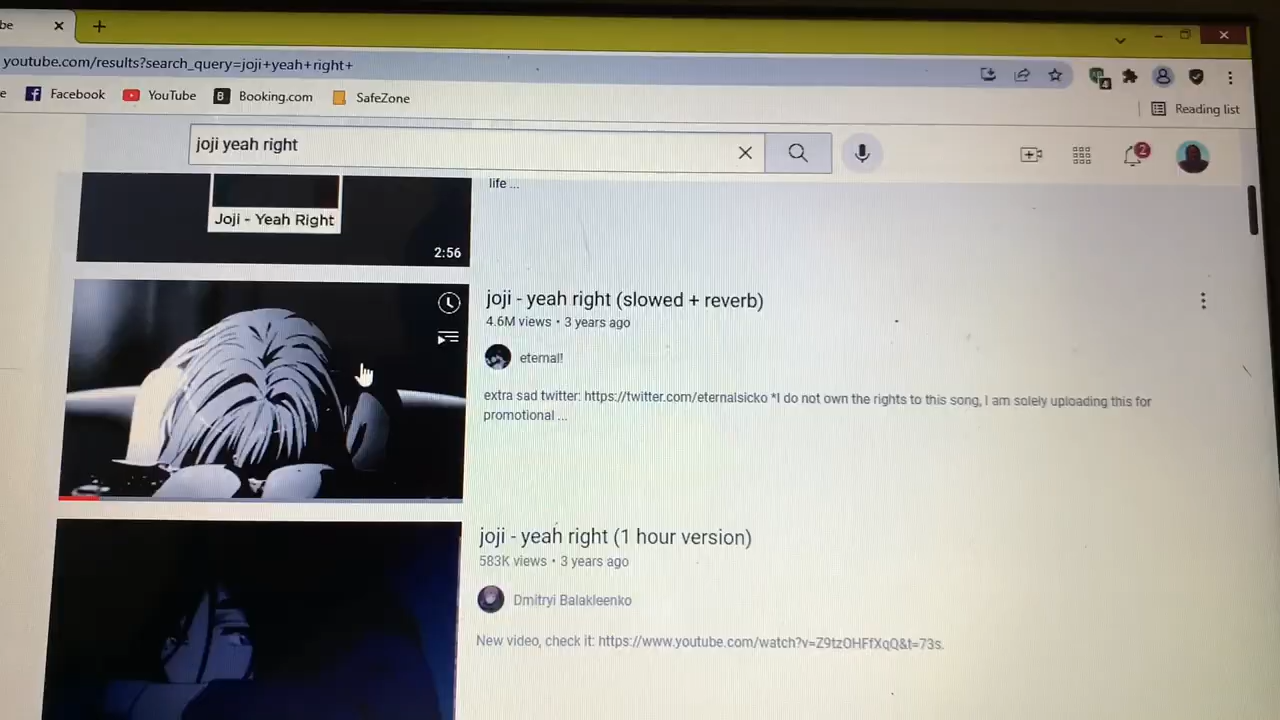 be
youtube.com/results?search_query=joji+yeah+right+
4
e Facebook YouTube B Booking.com SafeZone
Reading list
joji yeah right
2
life ...
Joji - Yeah Right
2:56
joji - yeah right (slowed + reverb)
4.6M views • 3 years ago
eternal!
extra sad twitter: https://twitter.com/eternalsicko *I do not own the rights to this song, I am solely uploading this for
promotional ...
joji - yeah right (1 hour version)
583K views • 3 years ago
Dmitryi Balakleenko
New video, check it: https://www.youtube.com/watch?v=Z9tzOHFfXqQ&t=73s.